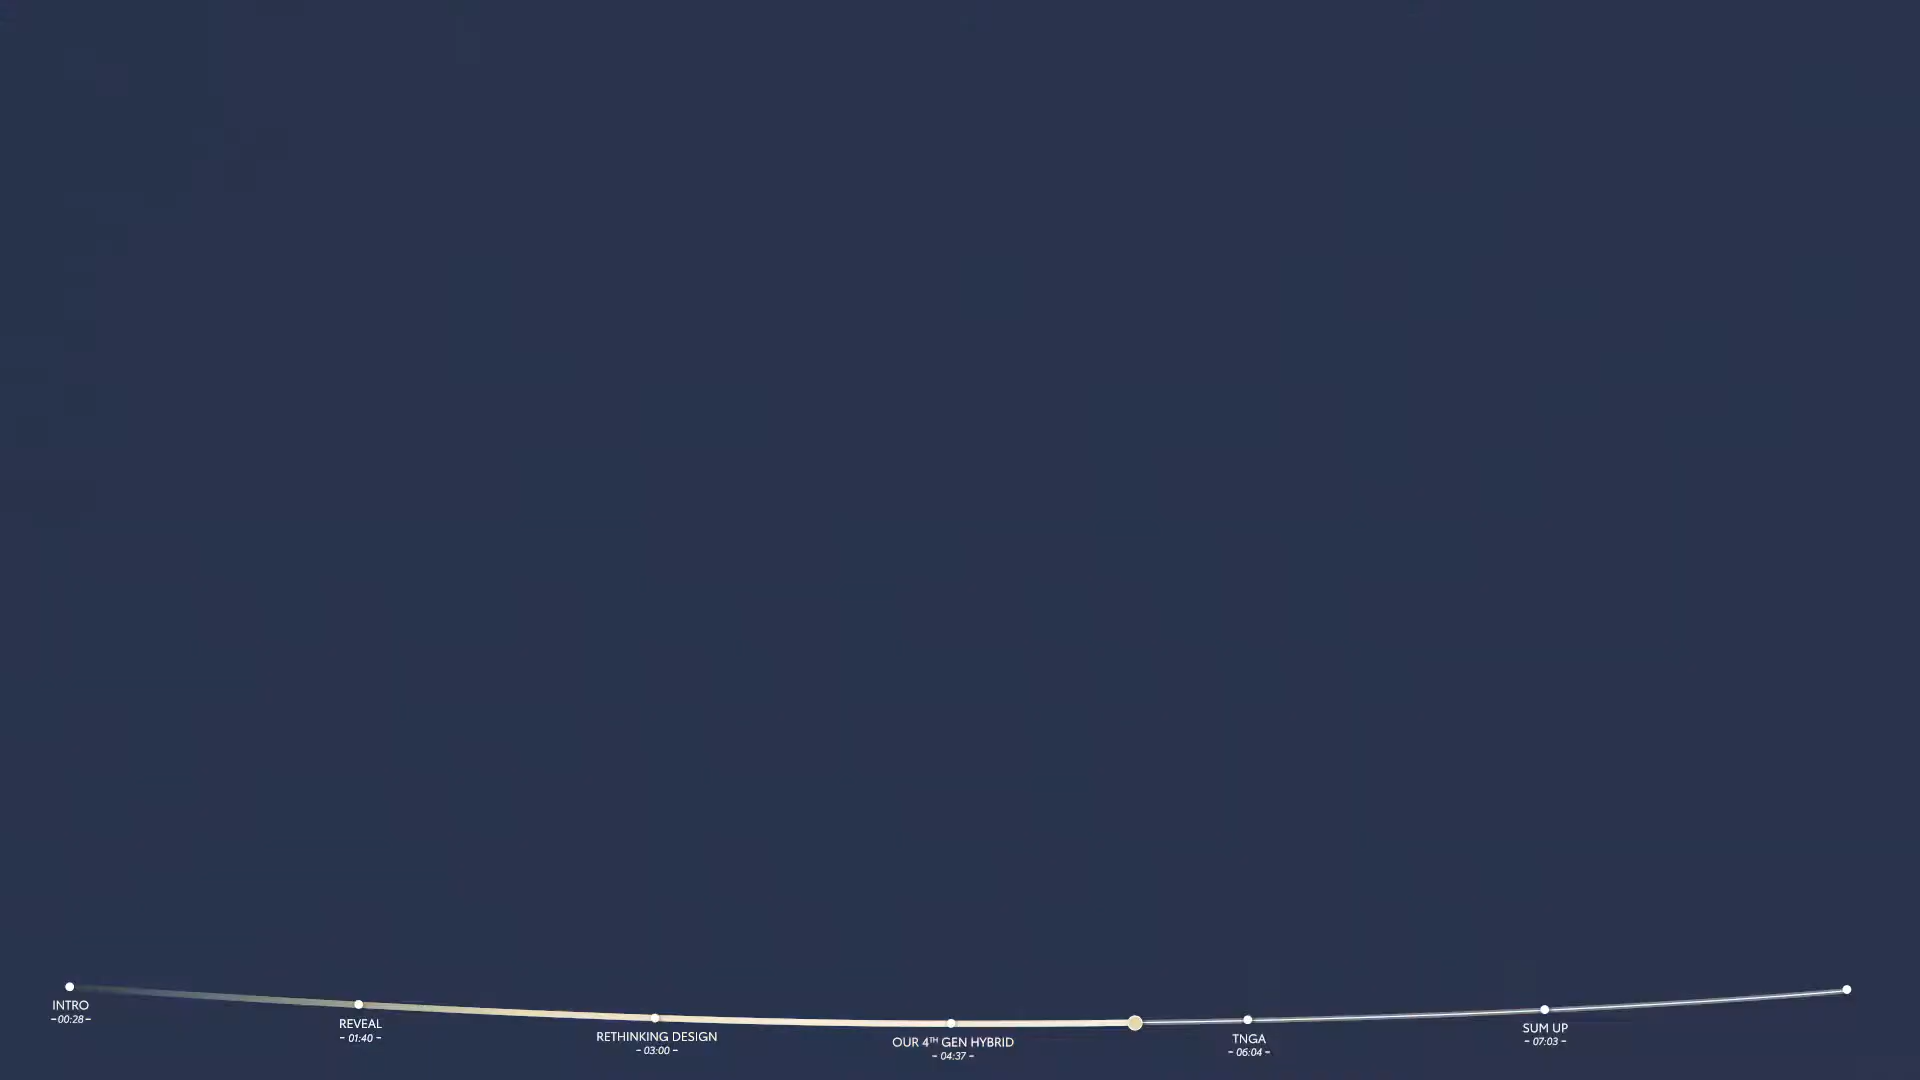 INTRO
–00:28–
REVEAL
– 01:40 –
RETHINKING DESIGN
– 03:00 –
OUR 4TH GEN HYBRID
– 04:37 –
TNGA
– 06:04 –
SUM UP
– 07:03 –